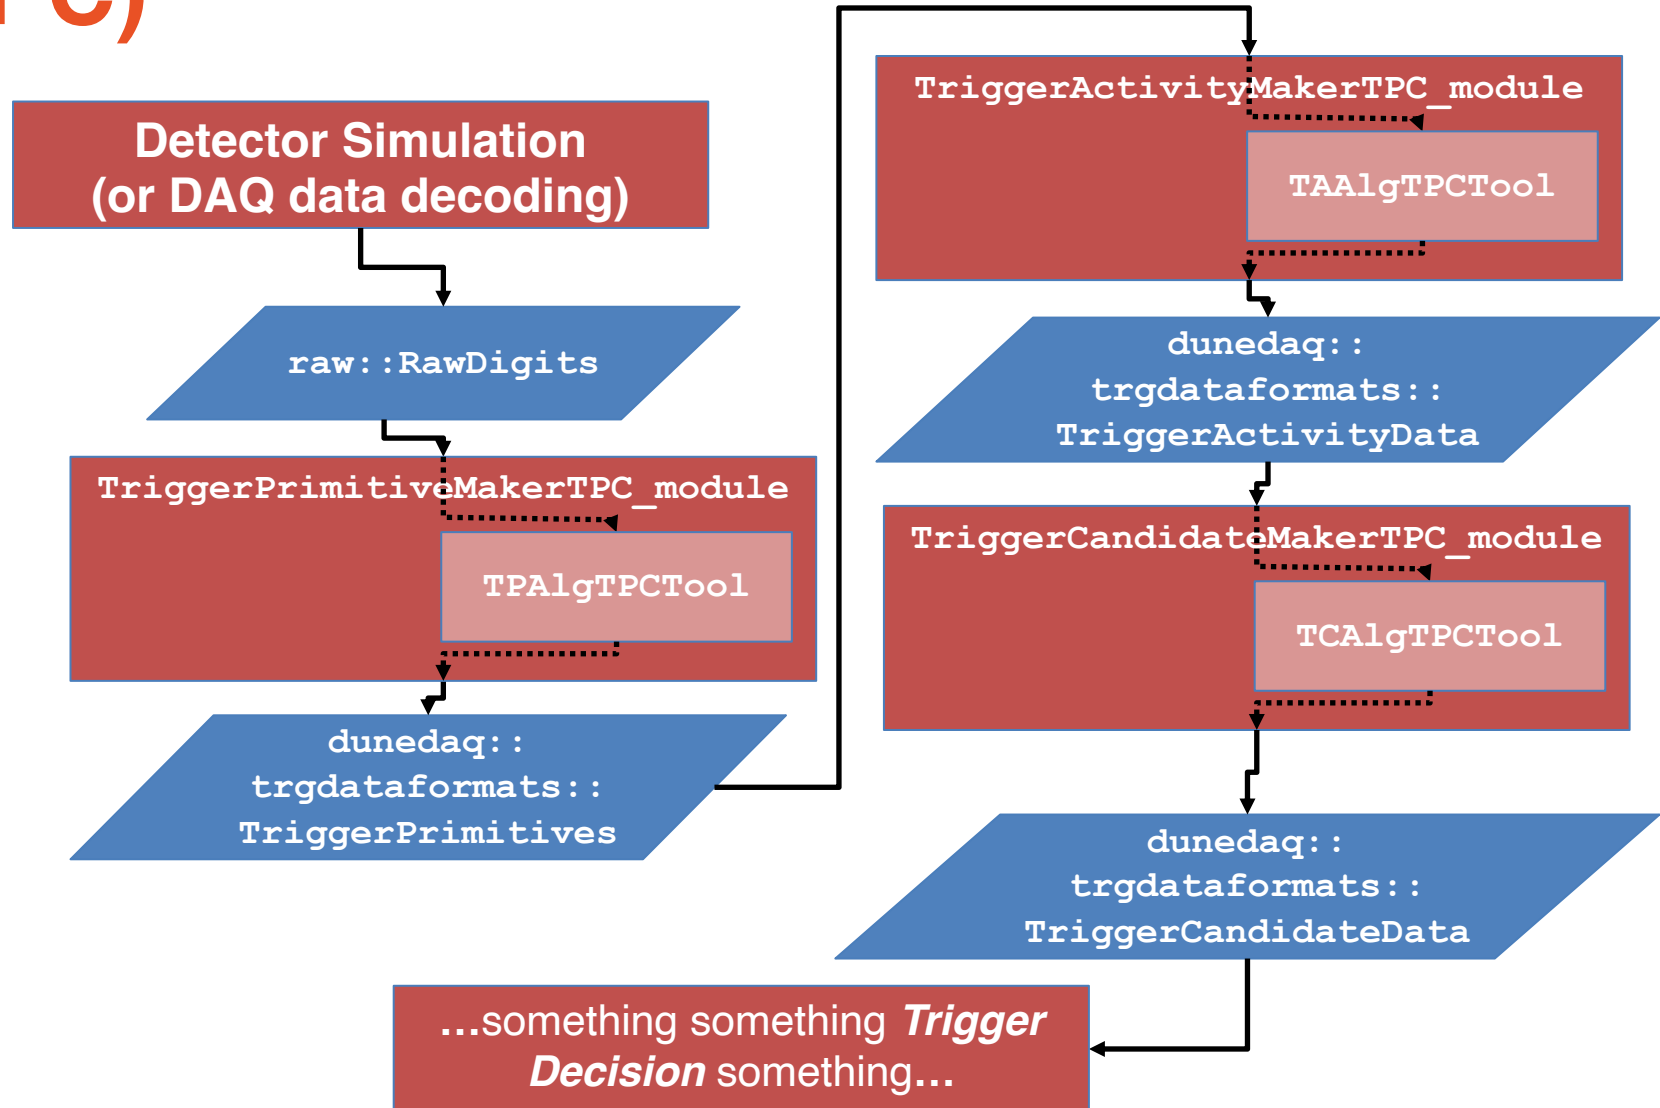 PC)
Detector Simulation
(or DAQ data decoding)
raw::RawDigits
TriggerPrimitiveMakerTPC_module
TPAlgTPCTool
dunedaq::
trgdataformats::
TriggerPrimitives
TriggerActivityMakerTPC_module
TAAlgTPCTool
dunedaq::
trgdataformats::
TriggerActivityData
TriggerCandidateMakerTPC_module
TCAlgTPCTool
dunedaq::
trgdataformats::
TriggerCandidateData
...something something Trigger
Decision something...